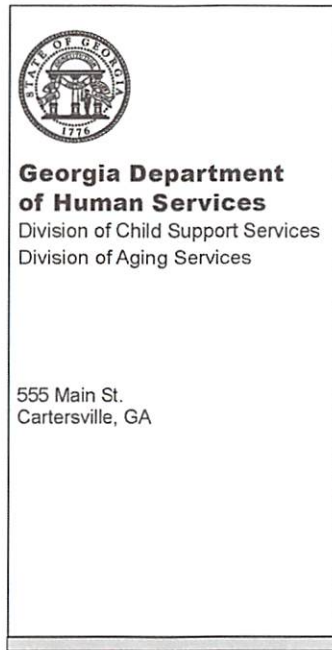 STATE OF GEORGIA
CONSTITUTION
1776
Georgia Department
of Human Services
Division of Child Support Services
Division of Aging Services
555 Main St.
Cartersville, GA